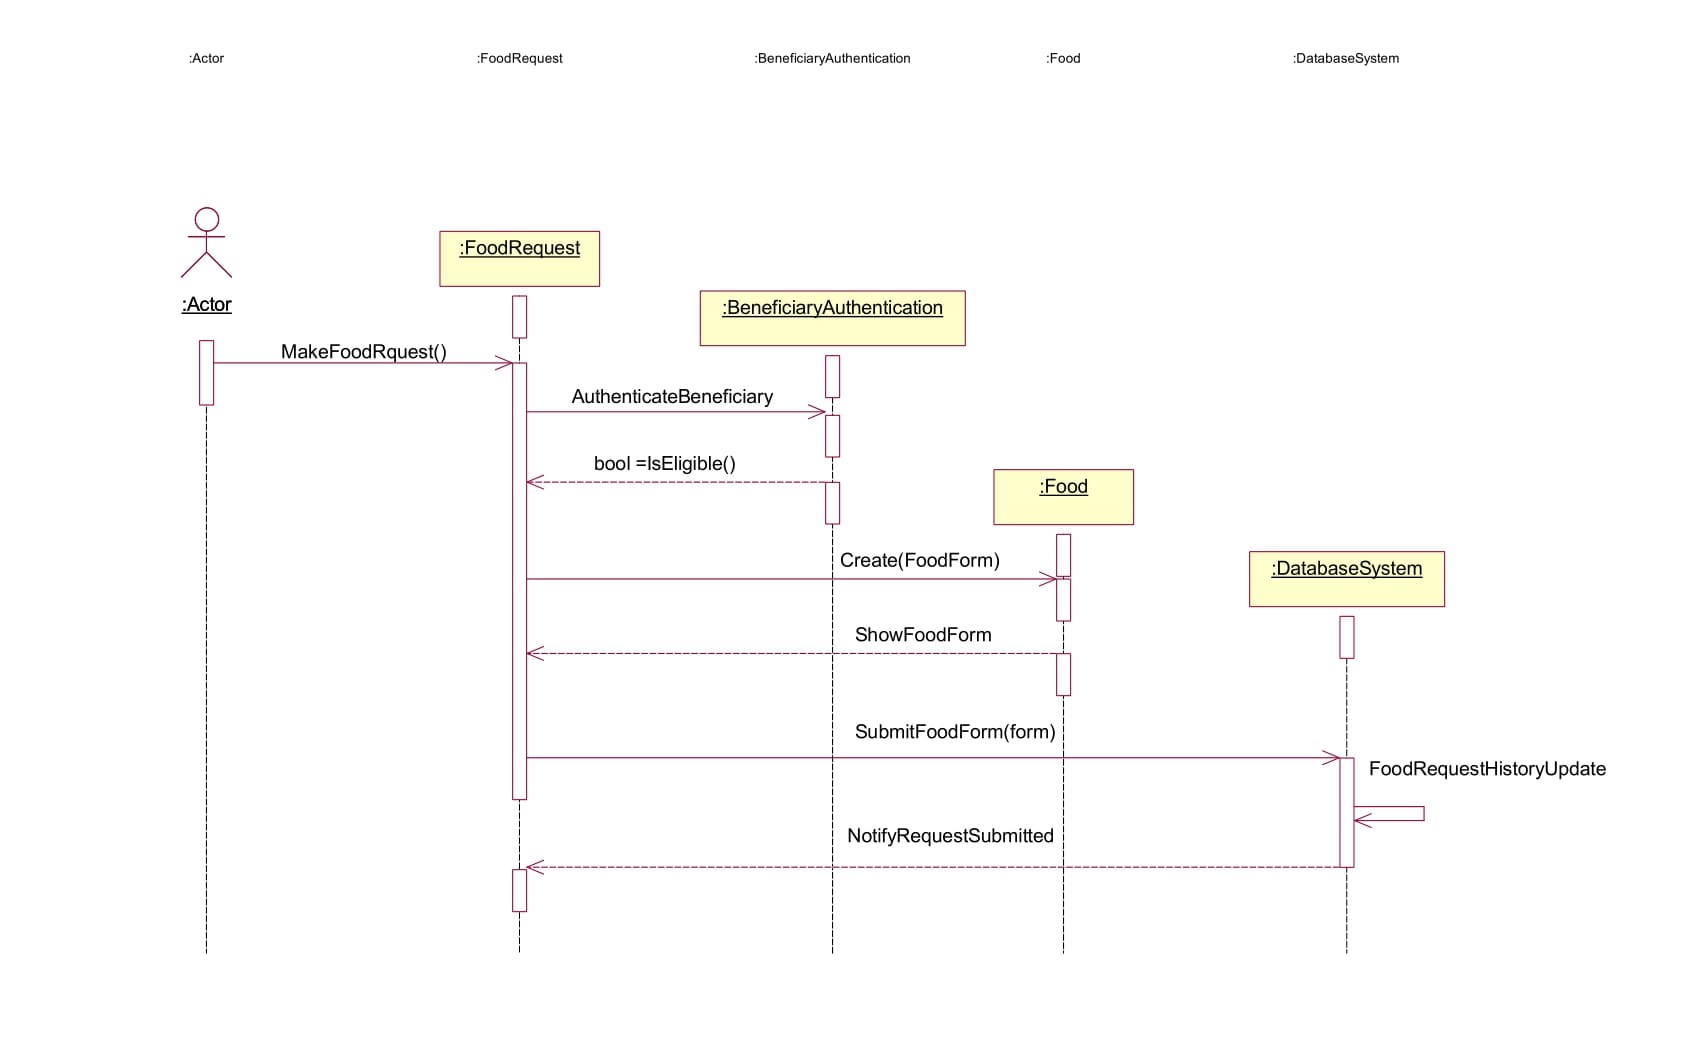 :Actor
:FoodRequest
:BeneficiaryAuthentication
:Food
:DatabaseSystem
:FoodRequest
:Actor
:BeneficiaryAuthentication
MakeFoodRquest()
AuthenticateBeneficiary
bool =IsEligible()
:Food
Create(FoodForm)
:DatabaseSystem
ShowFoodForm
SubmitFoodForm(form)
FoodRequestHistoryUpdate
NotifyRequestSubmitted